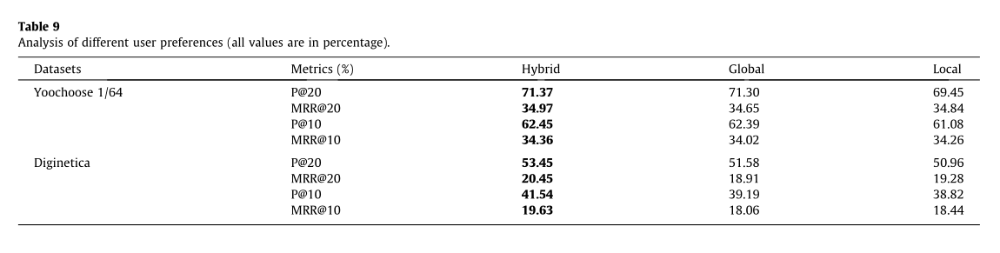 Table 9
Analysis of different user preferences (all values are in percentage).
Datasets Metrics (%) Hybrid Global Local
Yoochoose 1/64 P@20 71.37 71.30 69.45
MRR@20 34.97 34.65 34.84
P@10 62.45 62.39 61.08
MRR@10 34.36 34.02 34.26
Diginetica P@20 53.45 51.58 50.96
MRR@20 20.45 18.91 19.28
P@10 41.54 39.19 38.82
MRR@10 19.63 18.06 18.44